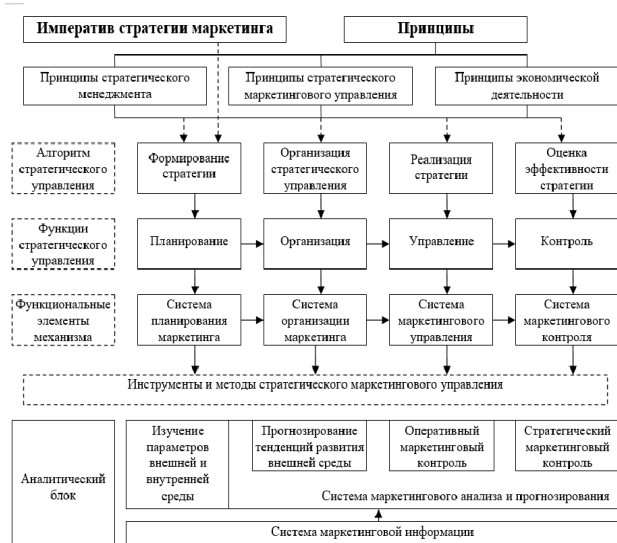 Императив стратегии маркетинга
Принципы
Принципы стратегического
менеджмента
Принципы стратегического
маркетингового управления
Принципы экономической
деятельности
Алгоритм
стратегического
управления
Формирование
стратегии
Организация
стратегического
управления
Реализация
стратегии
Оценка
эффективности
стратегии
Функции
стратегического
управления
Планирование
Организация
Управление
Контроль
Функциональные
элементы
механизма
Система
планирования
маркетинга
Система
организации
маркетинга
Система
маркетингового
управления
Система
маркетингового
контроля
Инструменты и методы стратегического маркетингового управления
Аналитический
блок
Изучение
параметров
внешней и
внутренней
среды
Прогнозирование
тенденций развития
внешней среды
Оперативный
маркетинговый
контроль
Стратегический
маркетинговый
контроль
Система маркетингового анализа и прогнозирования
Система маркетинговой информации